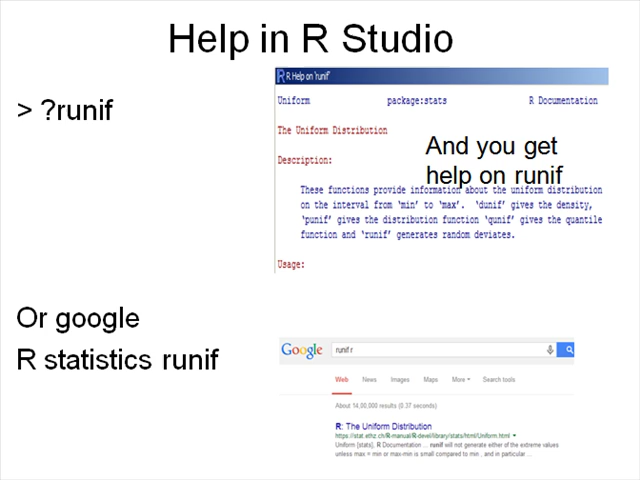 Help in R Studio
> ?runif
R Help on 'runif'
Uniform package:stats R Documentation
The Uniform Distribution
Description:
And you get
help on runif
These functions provide information about the uniform distribution
on the interval from ‘min’ to ‘max’. ‘dunif’ gives the density,
‘punif’ gives the distribution function ‘qunif’ gives the quantile
function and ‘runif’ generates random deviates.
Usage:
Or google
R statistics runif
Google runif r
Web News Images Maps More Search tools
About 14,00,000 results (0.37 seconds)
R: The Uniform Distribution
https://stat.ethz.ch/R-manual/R-devel/library/stats/html/Uniform.html
Uniform {stats}, R Documentation ... runif will not generate either of the extreme values
unless max = min or max-min is small compared to min , and in particular ...